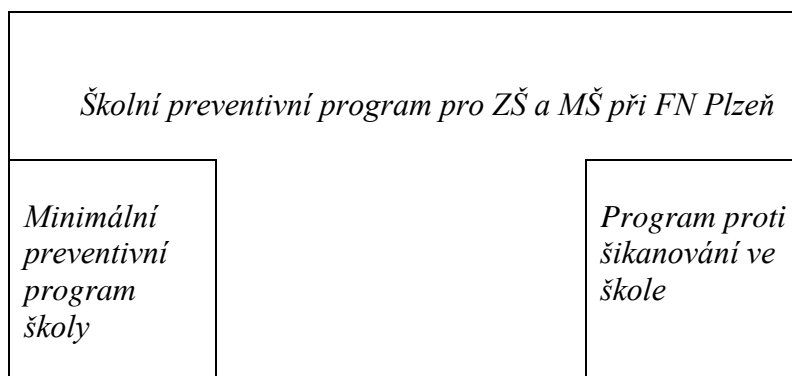 Školní preventivní program pro ZŠ a MŠ při FN Plzeň
Minimální
preventivní
program
školy
Program proti
šikanování ve
škole